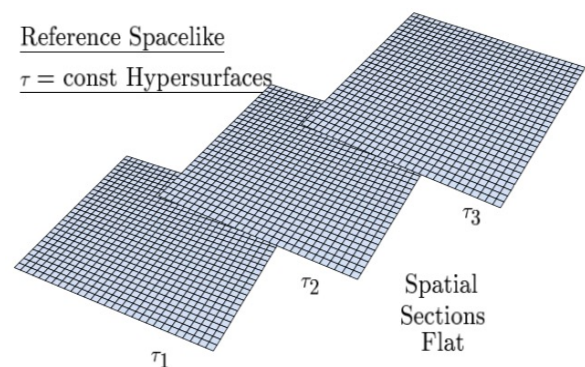 Reference Spacelike
τ = const Hypersurfaces
τ3
τ2
Spatial
Sections
Flat
τ1